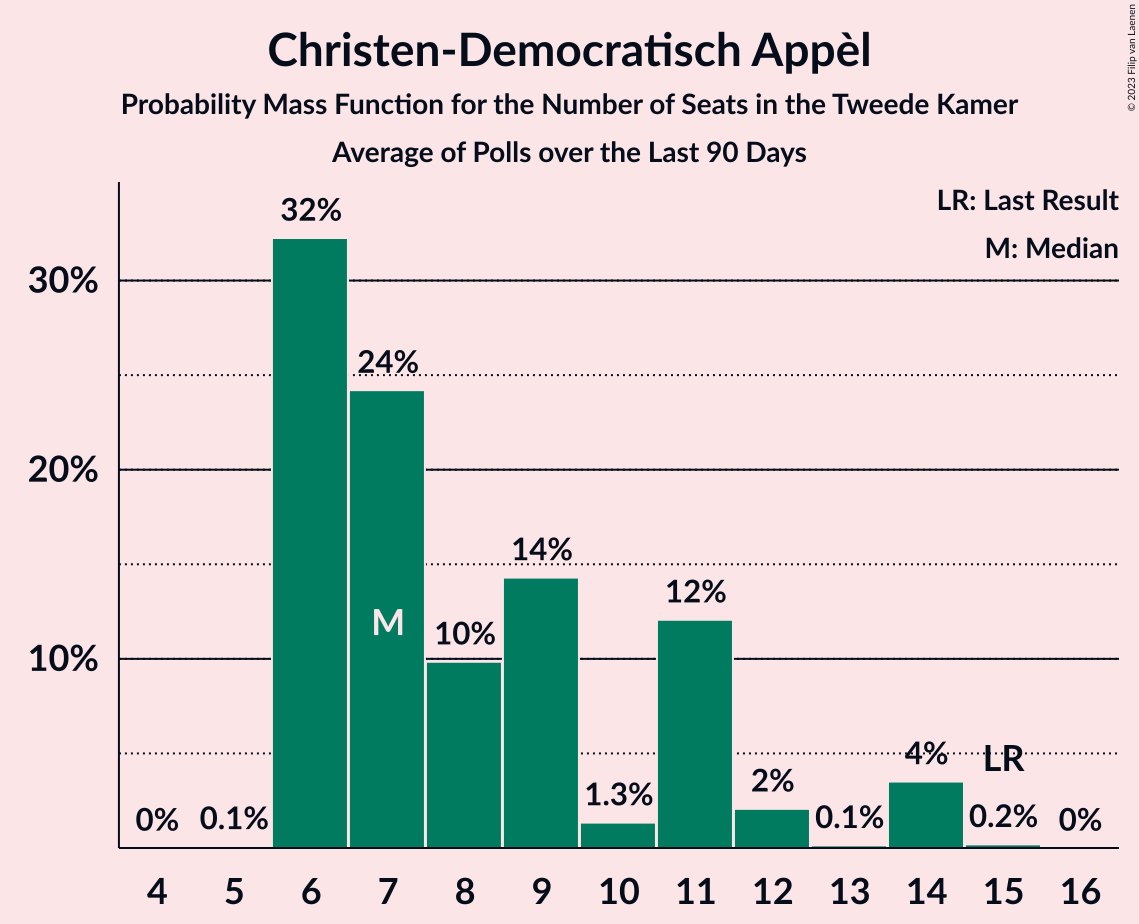 Christen-Democratisch Appèl
Probability Mass Function for the Number of Seats in the Tweede Kamer
Average of Polls over the Last 90 Days
© 2023 Filip van Laenen
LR: Last Result
M: Median
32%
30%
24%
20%
14%
12%
M
10%
10%
4%
LR
2%
1.3%
0% 0.1% 0.1% 0.2% 0%
4 5 6 7 8 9 10 11 12 13 14 15 16